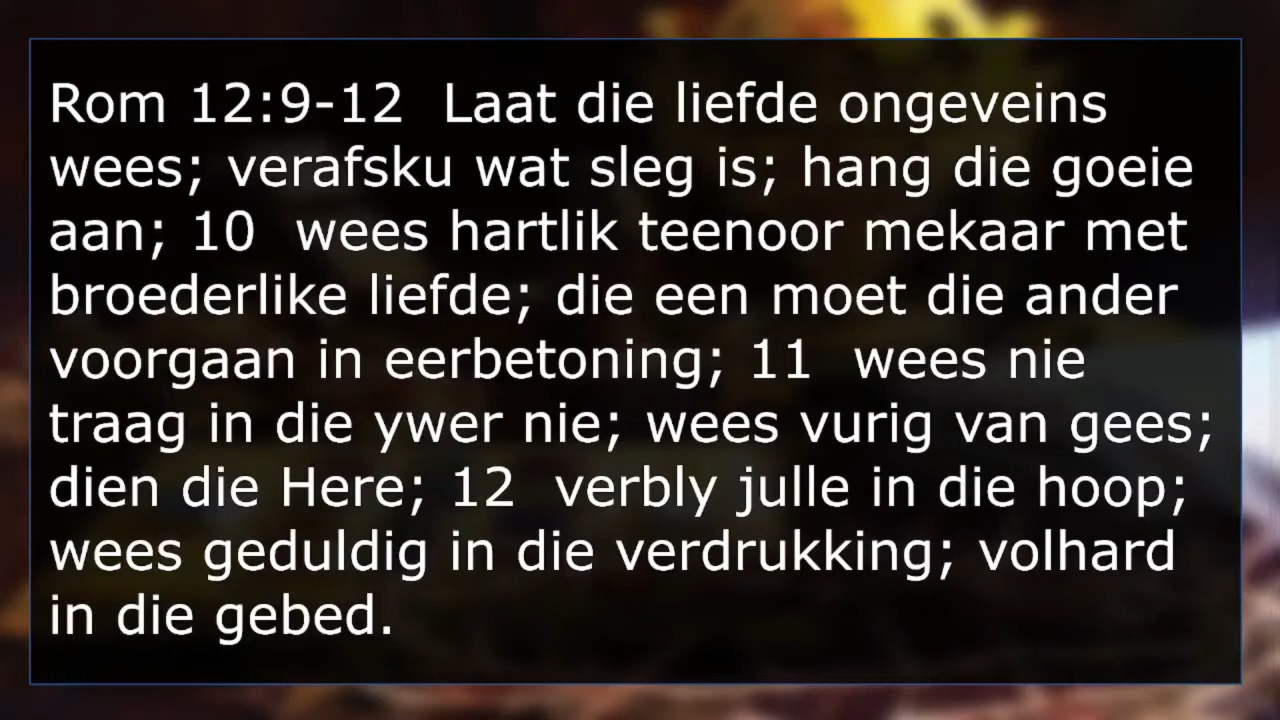 Rom 12:9-12  Laat die liefde ongeveins
wees; verafsku wat sleg is; hang die goeie
aan; 10  wees hartlik teenoor mekaar met
broederlike liefde; die een moet die ander
voorgaan in eerbetoning; 11  wees nie
traag in die ywer nie; wees vurig van gees;
dien die Here; 12  verbly julle in die hoop;
wees geduldig in die verdrukking; volhard
in die gebed.